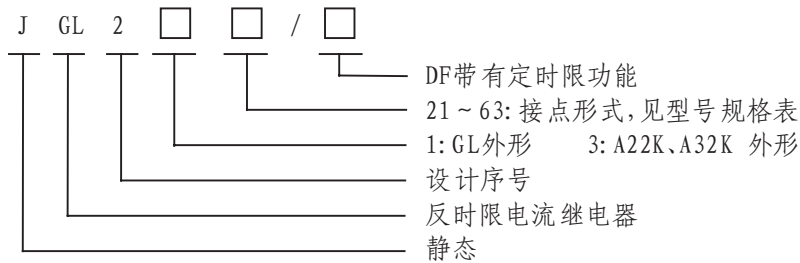 J GL 2 □ □ / □
DF带有定时限功能
21~63:接点形式,见型号规格表
1:GL外形 3:A22K、A32K 外形
设计序号
反时限电流继电器
静态